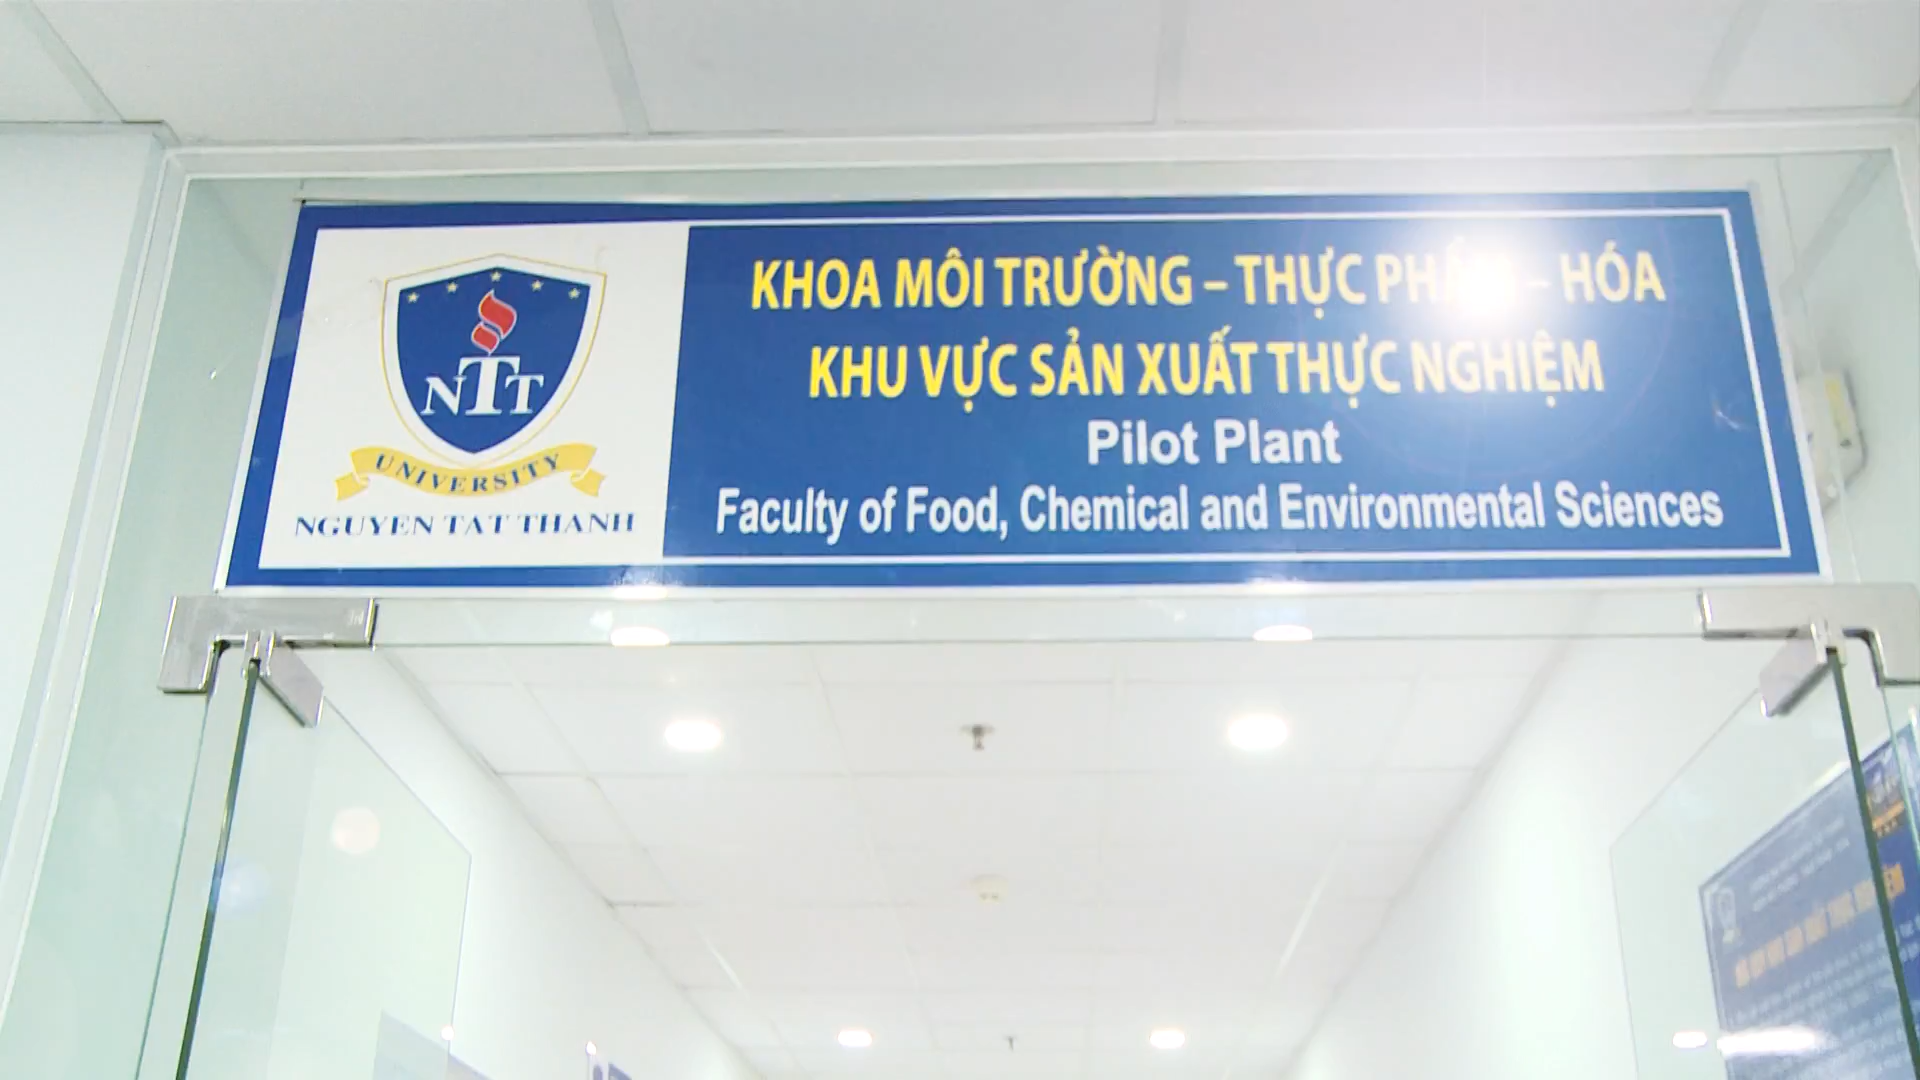 NTT
UNIVERSITY
NGUYEN TAT THANH
KHOA MÔI TRƯỜNG – THỰC PHẨM – HÓA
KHU VỰC SẢN XUẤT THỰC NGHIỆM
Pilot Plant
Faculty of Food, Chemical and Environmental Sciences